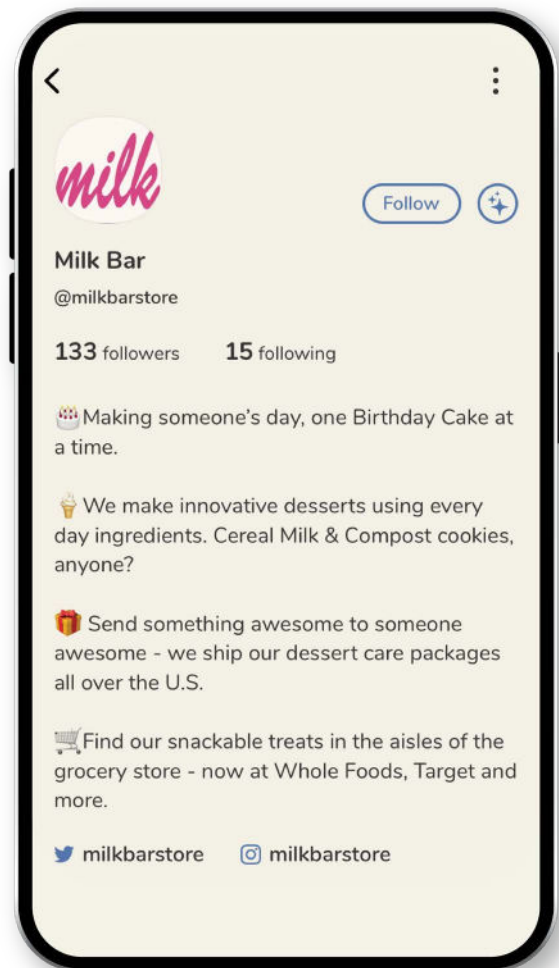 milk
Follow
Milk Bar
@milkbarstore
133 followers 15 following
🎂Making someone’s day, one Birthday Cake at
a time.
🍦We make innovative desserts using every
day ingredients. Cereal Milk & Compost cookies,
anyone?
🎁 Send something awesome to someone
awesome - we ship our dessert care packages
all over the U.S.
🛒Find our snackable treats in the aisles of the
grocery store - now at Whole Foods, Target and
more.
milkbarstore milkbarstore